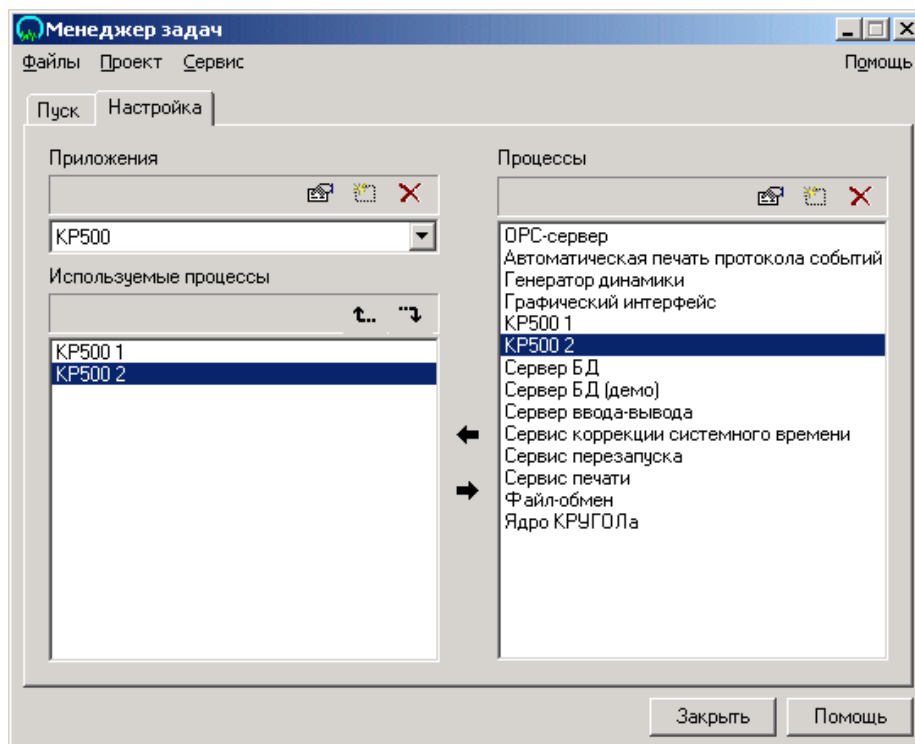 Менеджер задач
Файлы Проект Сервис Помощь
Пуск Настройка
Приложения
КР500
Используемые процессы
КР500 1
КР500 2
Процессы
OPC-сервер
Автоматическая печать протокола событий
Генератор динамики
Графический интерфейс
КР500 1
КР500 2
Сервер БД
Сервер БД (демо)
Сервер ввода-вывода
Сервис коррекции системного времени
Сервис перезапуска
Сервис печати
Файл-обмен
Ядро КРУГОЛа
Закрыть Помощь